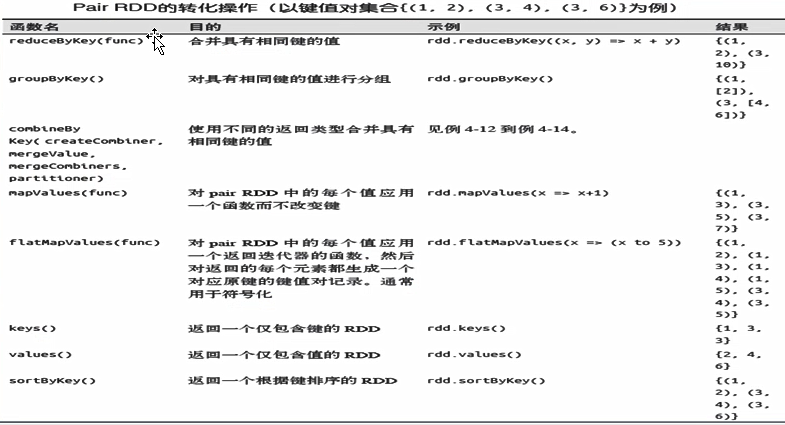 Pair RDD的转化操作（以键值对集合{(1, 2), (3, 4), (3, 6)}为例）
函数名 目的 示例 结果
reduceByKey(func) 合并具有相同键的值 rdd.reduceByKey((x, y) => x + y) {(1,
2), (3,
10)}
groupByKey() 对具有相同键的值进行分组 rdd.groupByKey() {(1,
[2]),
(3, [4,
6])}
combineBy 使用不同的返回类型合并具有 见例 4-12 到例 4-14。
Key( createCombiner, 相同键的值
mergeValue,
mergeCombiners,
partitioner)
mapValues(func) 对 pair RDD 中的每个值应用 rdd.mapValues(x => x+1) {(1,
一个函数而不改变键 3), (3,
5), (3,
7)}
flatMapValues(func) 对 pair RDD 中的每个值应用 rdd.flatMapValues(x => (x to 5)) {(1,
一个返回迭代器的函数，然后 2), (1,
对返回的每个元素都生成一个 3), (1,
对应原键的键值对记录。通常 4), (1,
用于符号化 5), (3,
4), (3,
5)}
keys() 返回一个仅包含键的 RDD rdd.keys() {1, 3,
3}
values() 返回一个仅包含值的 RDD rdd.values() {2, 4,
6}
sortByKey() 返回一个根据键排序的 RDD rdd.sortByKey() {(1,
2), (3,
4), (3,
6)}